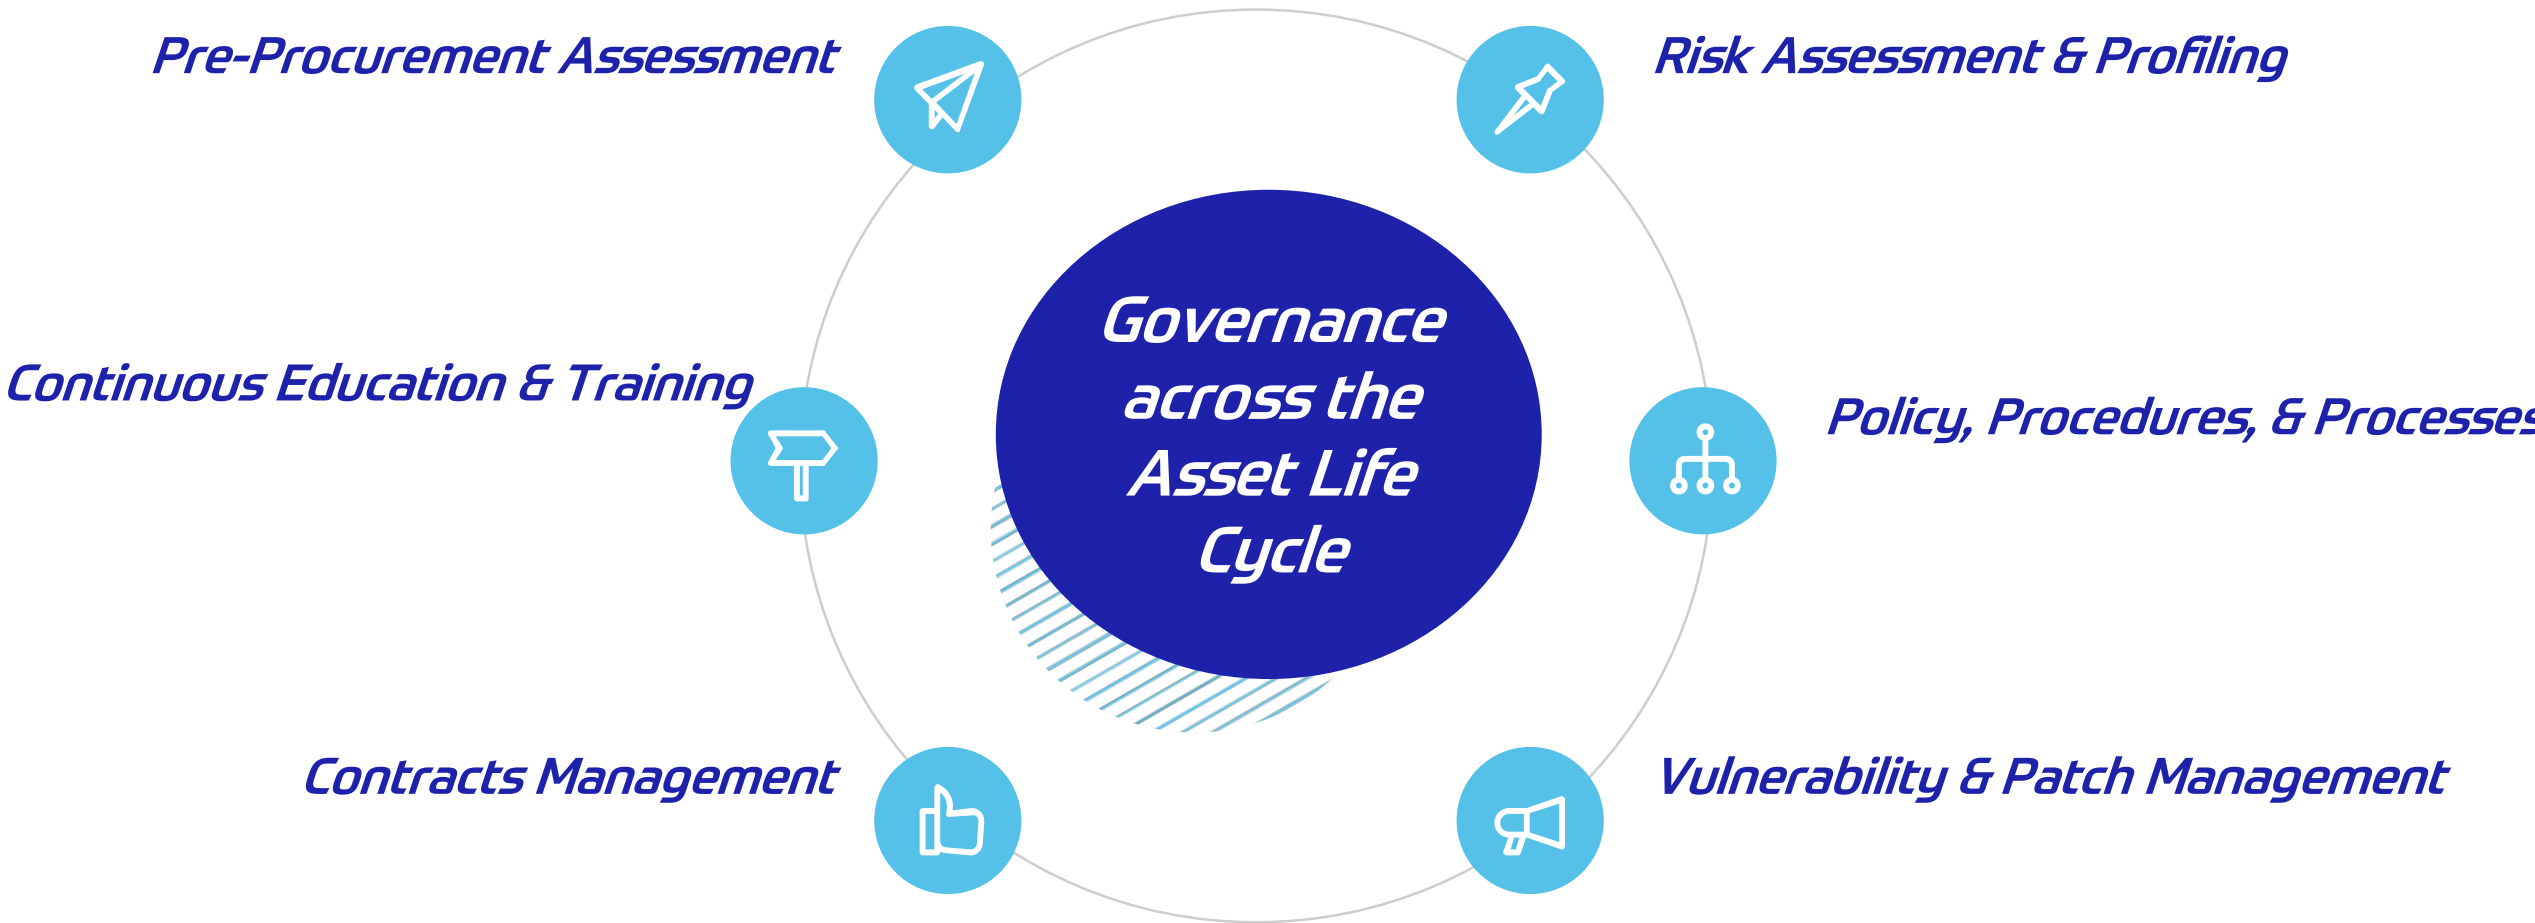 Pre-Procurement Assessment
Risk Assessment & Profiling
Governance
across the
Asset Life
Cycle
Continuous Education & Training
Policy, Procedures, & Processes
Contracts Management
Vulnerability & Patch Management